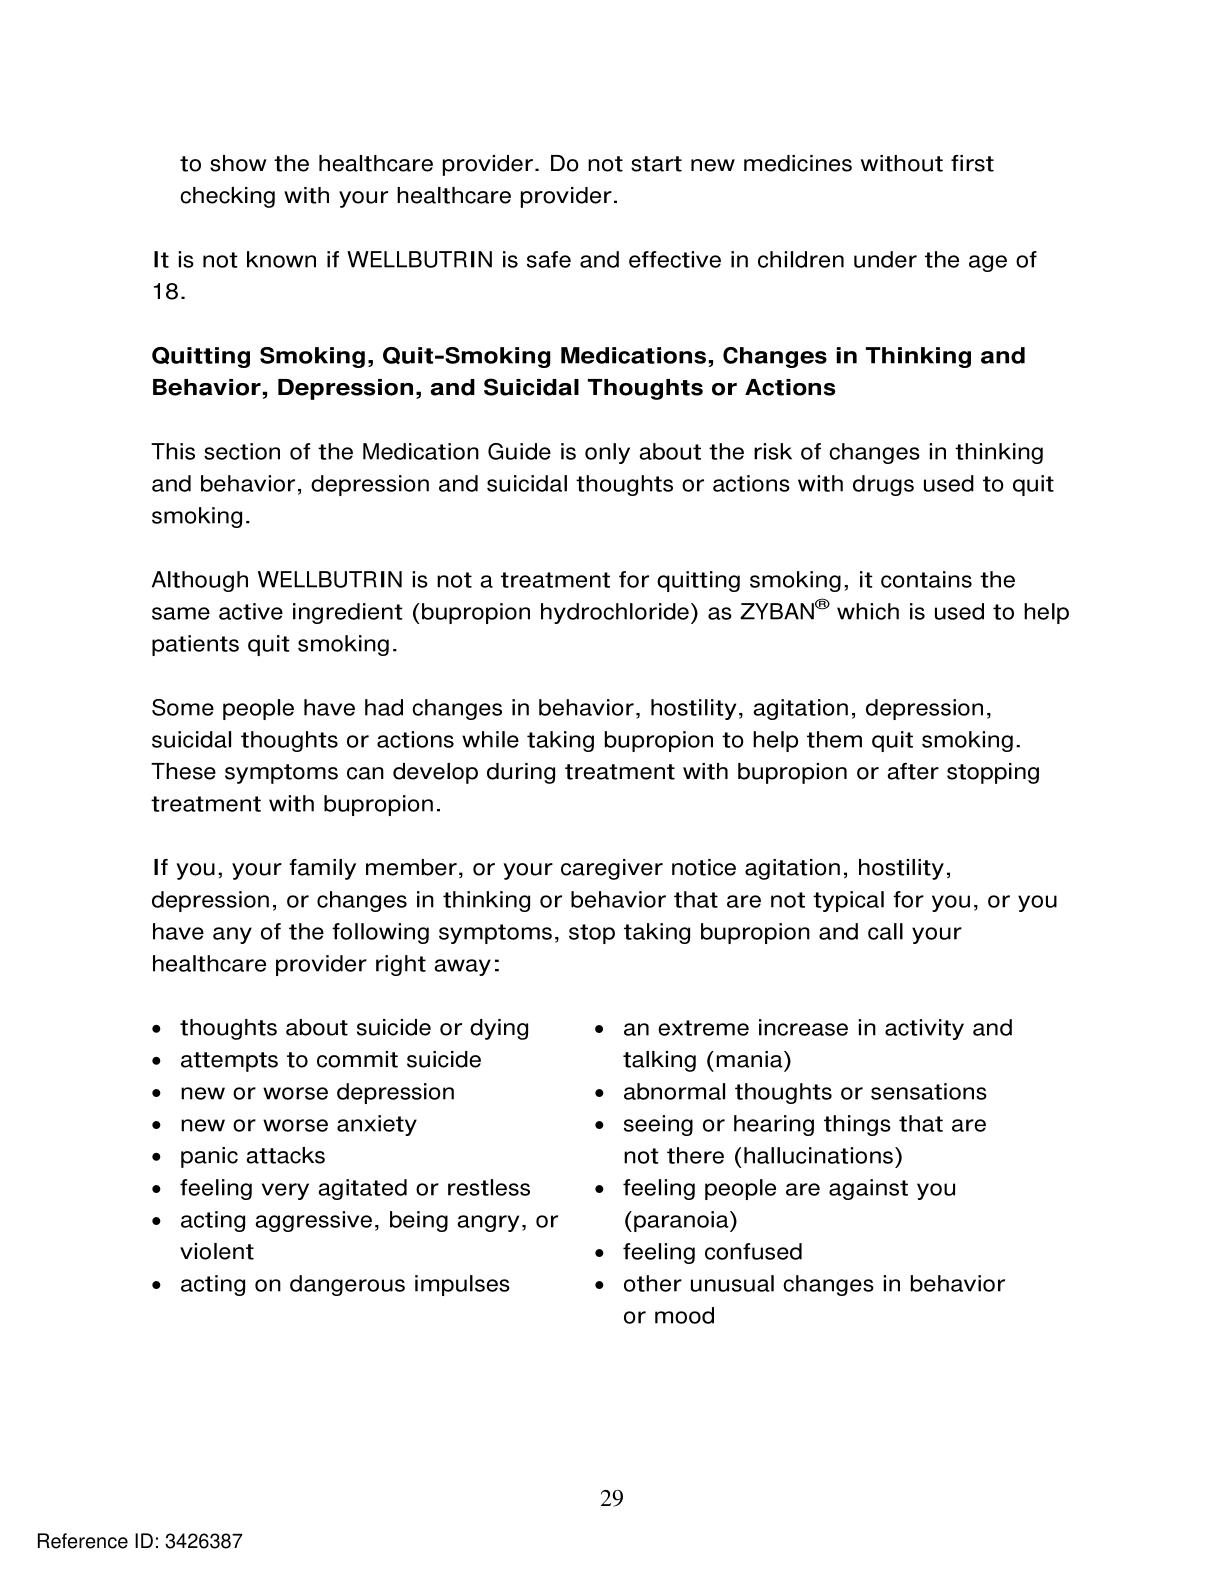 to show the healthcare provider. Do not start new medicines without first
checking with your healthcare provider.
It is not known if WELLBUTRIN is safe and effective in children under the age of
18.
Quitting Smoking, Quit-Smoking Medications, Changes in Thinking and
Behavior, Depression, and Suicidal Thoughts or Actions
This section of the Medication Guide is only about the risk of changes in thinking
and behavior, depression and suicidal thoughts or actions with drugs used to quit
smoking.
Although WELLBUTRIN is not a treatment for quitting smoking, it contains the
same active ingredient (bupropion hydrochloride) as ZYBAN® which is used to help
patients quit smoking.
Some people have had changes in behavior, hostility, agitation, depression,
suicidal thoughts or actions while taking bupropion to help them quit smoking.
These symptoms can develop during treatment with bupropion or after stopping
treatment with bupropion.
If you, your family member, or your caregiver notice agitation, hostility,
depression, or changes in thinking or behavior that are not typical for you, or you
have any of the following symptoms, stop taking bupropion and call your
healthcare provider right away:
• thoughts about suicide or dying
• attempts to commit suicide
• new or worse depression
• new or worse anxiety
• panic attacks
• feeling very agitated or restless
• acting aggressive, being angry, or
violent
• acting on dangerous impulses
• an extreme increase in activity and
talking (mania)
• abnormal thoughts or sensations
• seeing or hearing things that are
not there (hallucinations)
• feeling people are against you
(paranoia)
• feeling confused
• other unusual changes in behavior
or mood
29
Reference ID: 3426387